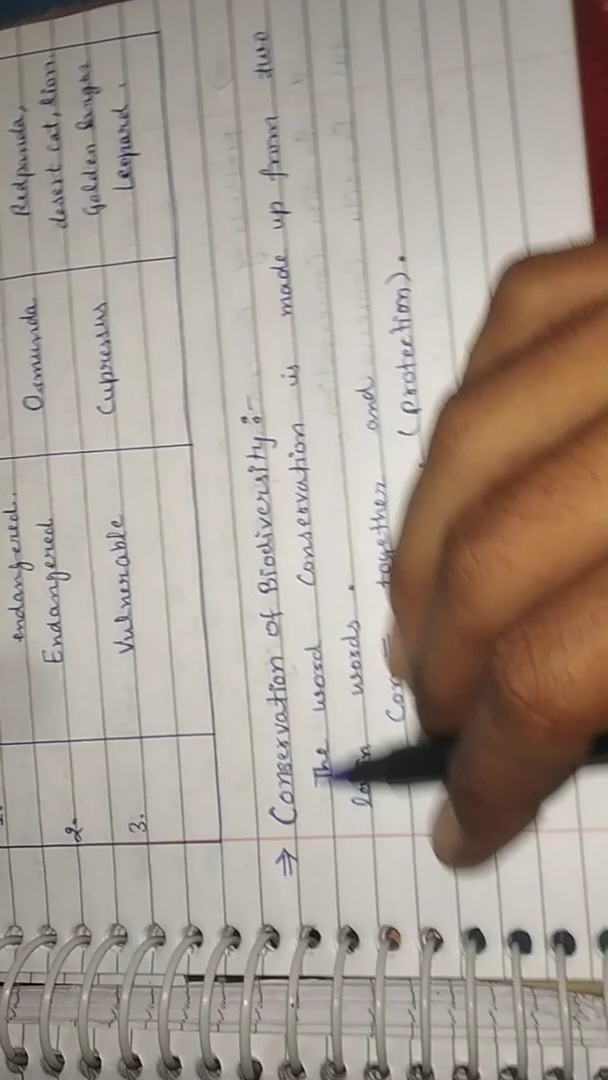 endangered.
2. Endangered Osmunda Redpanda,
desert cat, lion.
3. Vulnerable Cupressus Golden langur
Leopard.
⇒ Conservation of Biodiversity :-
The word conservation is made up from two
words.
Con = together and
(protection).